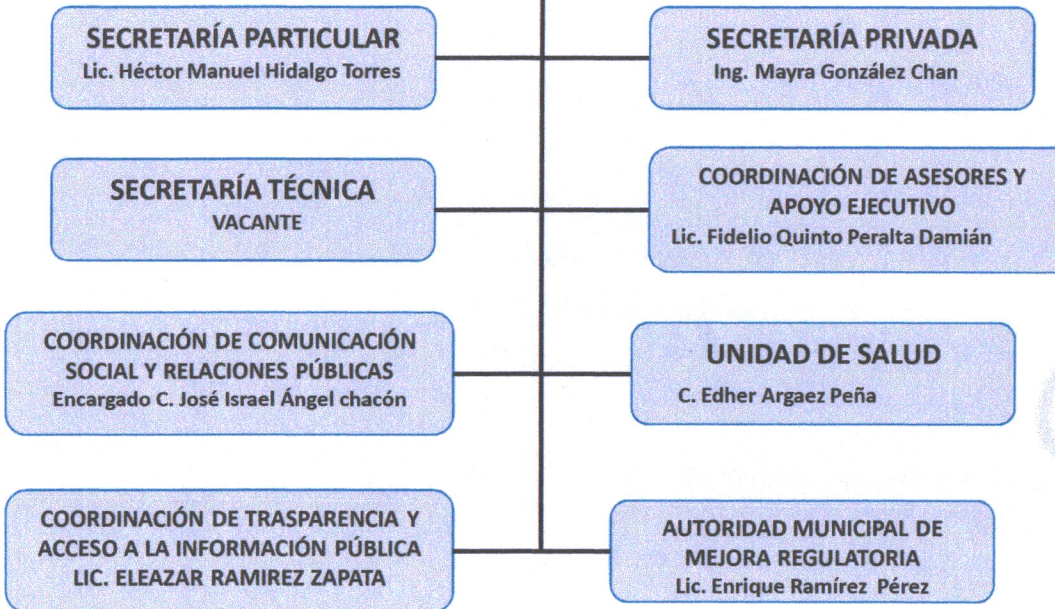 SECRETARÍA PARTICULAR
Lic. Héctor Manuel Hidalgo Torres
SECRETARÍA PRIVADA
Ing. Mayra González Chan
SECRETARÍA TÉCNICA
VACANTE
COORDINACIÓN DE ASESORES Y
APOYO EJECUTIVO
Lic. Fidelio Quinto Peralta Damián
COORDINACIÓN DE COMUNICACIÓN
SOCIAL Y RELACIONES PÚBLICAS
Encargado C. José Israel Ángel chacón
UNIDAD DE SALUD
C. Edher Argaez Peña
COORDINACIÓN DE TRASPARENCIA Y
ACCESO A LA INFORMACIÓN PÚBLICA
LIC. ELEAZAR RAMIREZ ZAPATA
AUTORIDAD MUNICIPAL DE
MEJORA REGULATORIA
Lic. Enrique Ramírez Pérez